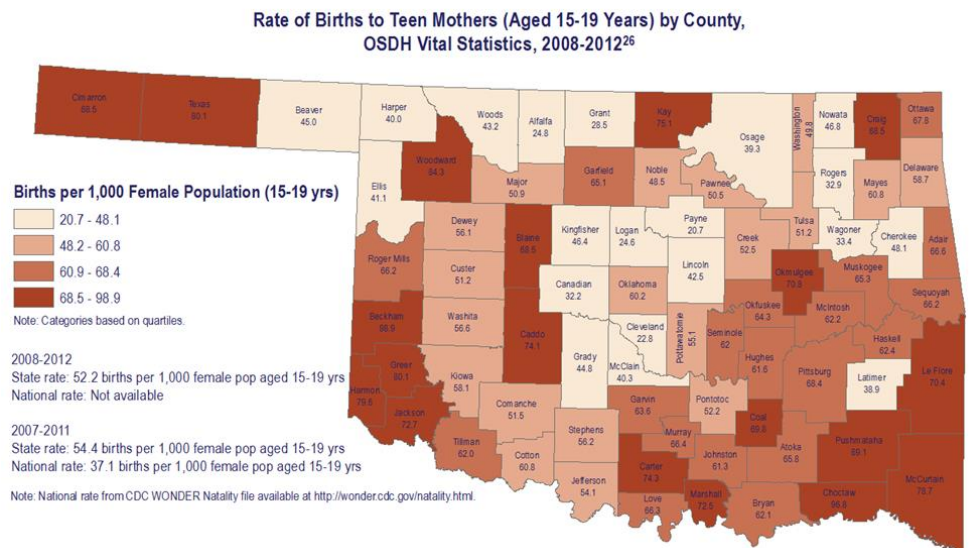 Rate of Births to Teen Mothers (Aged 15-19 Years) by County,
OSDH Vital Statistics, 2008-2012²⁶
Cimarron
68.5
Texas
80.1
Beaver
45.0
Harper
40.0
Woods
43.2
Alfalfa
24.8
Grant
28.5
Kay
75.1
Osage
39.3
Washington
49.8
Nowata
46.8
Craig
68.5
Ottawa
67.8
Woodward
84.3
Major
50.9
Garfield
65.1
Noble
48.5
Pawnee
50.5
Rogers
32.9
Mayes
60.8
Delaware
58.7
Ellis
41.1
Dewey
56.1
Blaine
68.5
Kingfisher
46.4
Logan
24.6
Payne
20.7
Creek
52.5
Tulsa
51.2
Wagoner
33.4
Cherokee
48.1
Adair
66.6
Roger Mills
66.2
Custer
51.2
Canadian
32.2
Oklahoma
60.2
Lincoln
42.5
Okmulgee
70.8
Muskogee
65.3
Sequoyah
66.2
Beckham
98.9
Washita
56.6
Caddo
74.1
Cleveland
22.8
Pottawatomie
55.1
Seminole
62
Okfuskee
64.3
McIntosh
62.2
Haskell
62.4
Greer
80.1
Kiowa
58.1
Grady
44.8
McClain
40.3
Hughes
61.6
Pittsburg
68.4
Latimer
38.9
Le Flore
70.4
Harmon
79.6
Jackson
72.7
Comanche
51.5
Garvin
63.6
Pontotoc
52.2
Coal
69.8
Tillman
62.0
Cotton
60.8
Stephens
56.2
Murray
66.4
Johnston
61.3
Atoka
65.8
Pushmataha
89.1
McCurtain
78.7
Jefferson
54.1
Carter
74.3
Love
66.3
Marshall
72.5
Bryan
62.1
Choctaw
96.8
Births per 1,000 Female Population (15-19 yrs)
20.7 - 48.1
48.2 - 60.8
60.9 - 68.4
68.5 - 98.9
Note: Categories based on quartiles.
2008-2012
State rate: 52.2 births per 1,000 female pop aged 15-19 yrs
National rate: Not available
2007-2011
State rate: 54.4 births per 1,000 female pop aged 15-19 yrs
National rate: 37.1 births per 1,000 female pop aged 15-19 yrs
Note: National rate from CDC WONDER Natality file available at http://wonder.cdc.gov/natality.html.